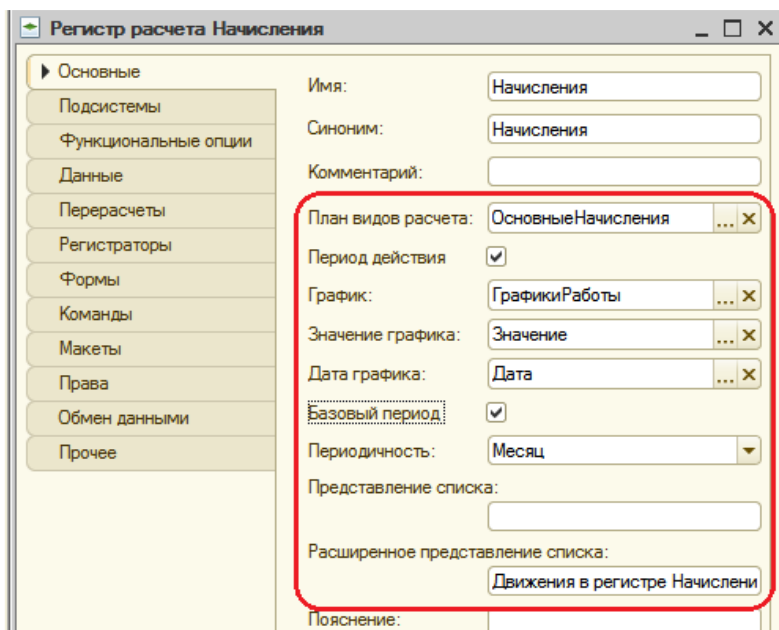 Регистр расчета Начисления
Основные
Подсистемы
Функциональные опции
Данные
Перерасчеты
Регистраторы
Формы
Команды
Макеты
Права
Обмен данными
Прочее
Имя: Начисления
Синоним: Начисления
Комментарий:
План видов расчета: ОсновныеНачисления ...
Период действия
График: ГрафикиРаботы ...
Значение графика: Значение ...
Дата графика: Дата ...
Базовый период
Периодичность: Месяц
Представление списка:
Расширенное представление списка:
Движения в регистре Начислени
Пояснение: